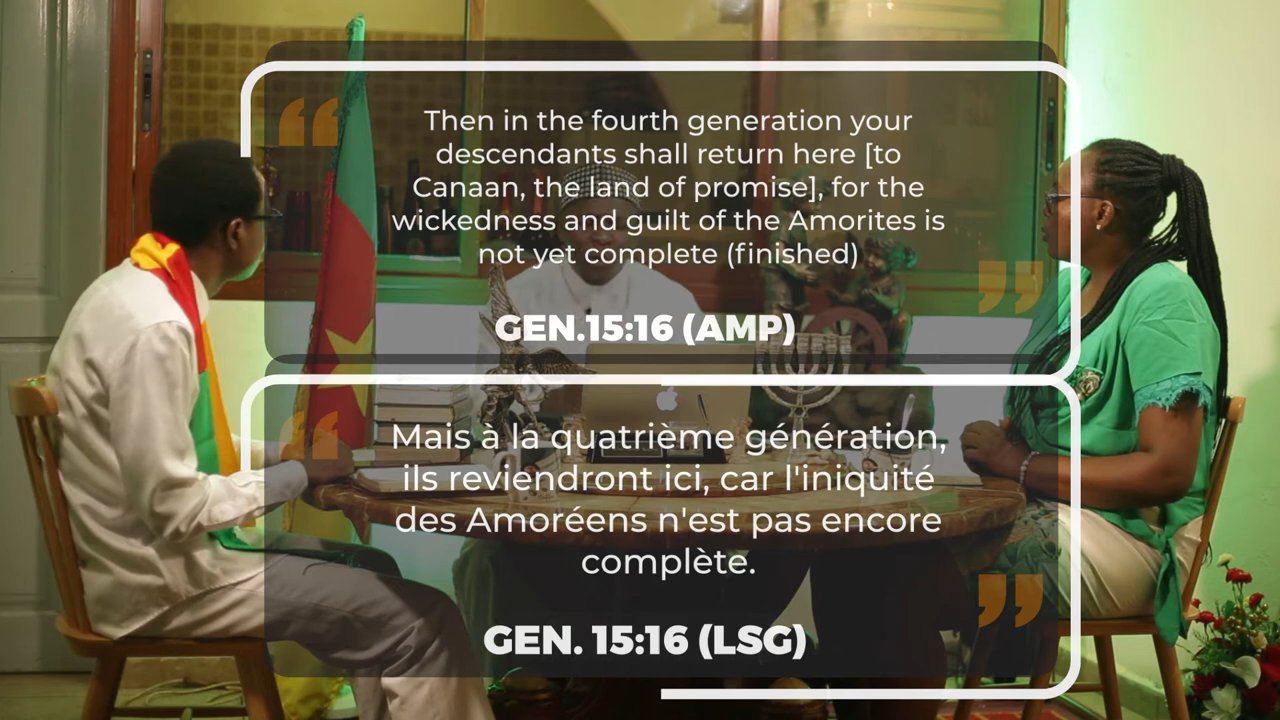 Then in the fourth generation your
descendants shall return here [to
Canaan, the land of promise], for the
wickedness and guilt of the Amorites is
not yet complete (finished)
GEN.15:16 (AMP)
Mais à la quatrième génération,
ils reviendront ici, car l'iniquité
des Amoréens n'est pas encore
complète.
GEN. 15:16 (LSG)